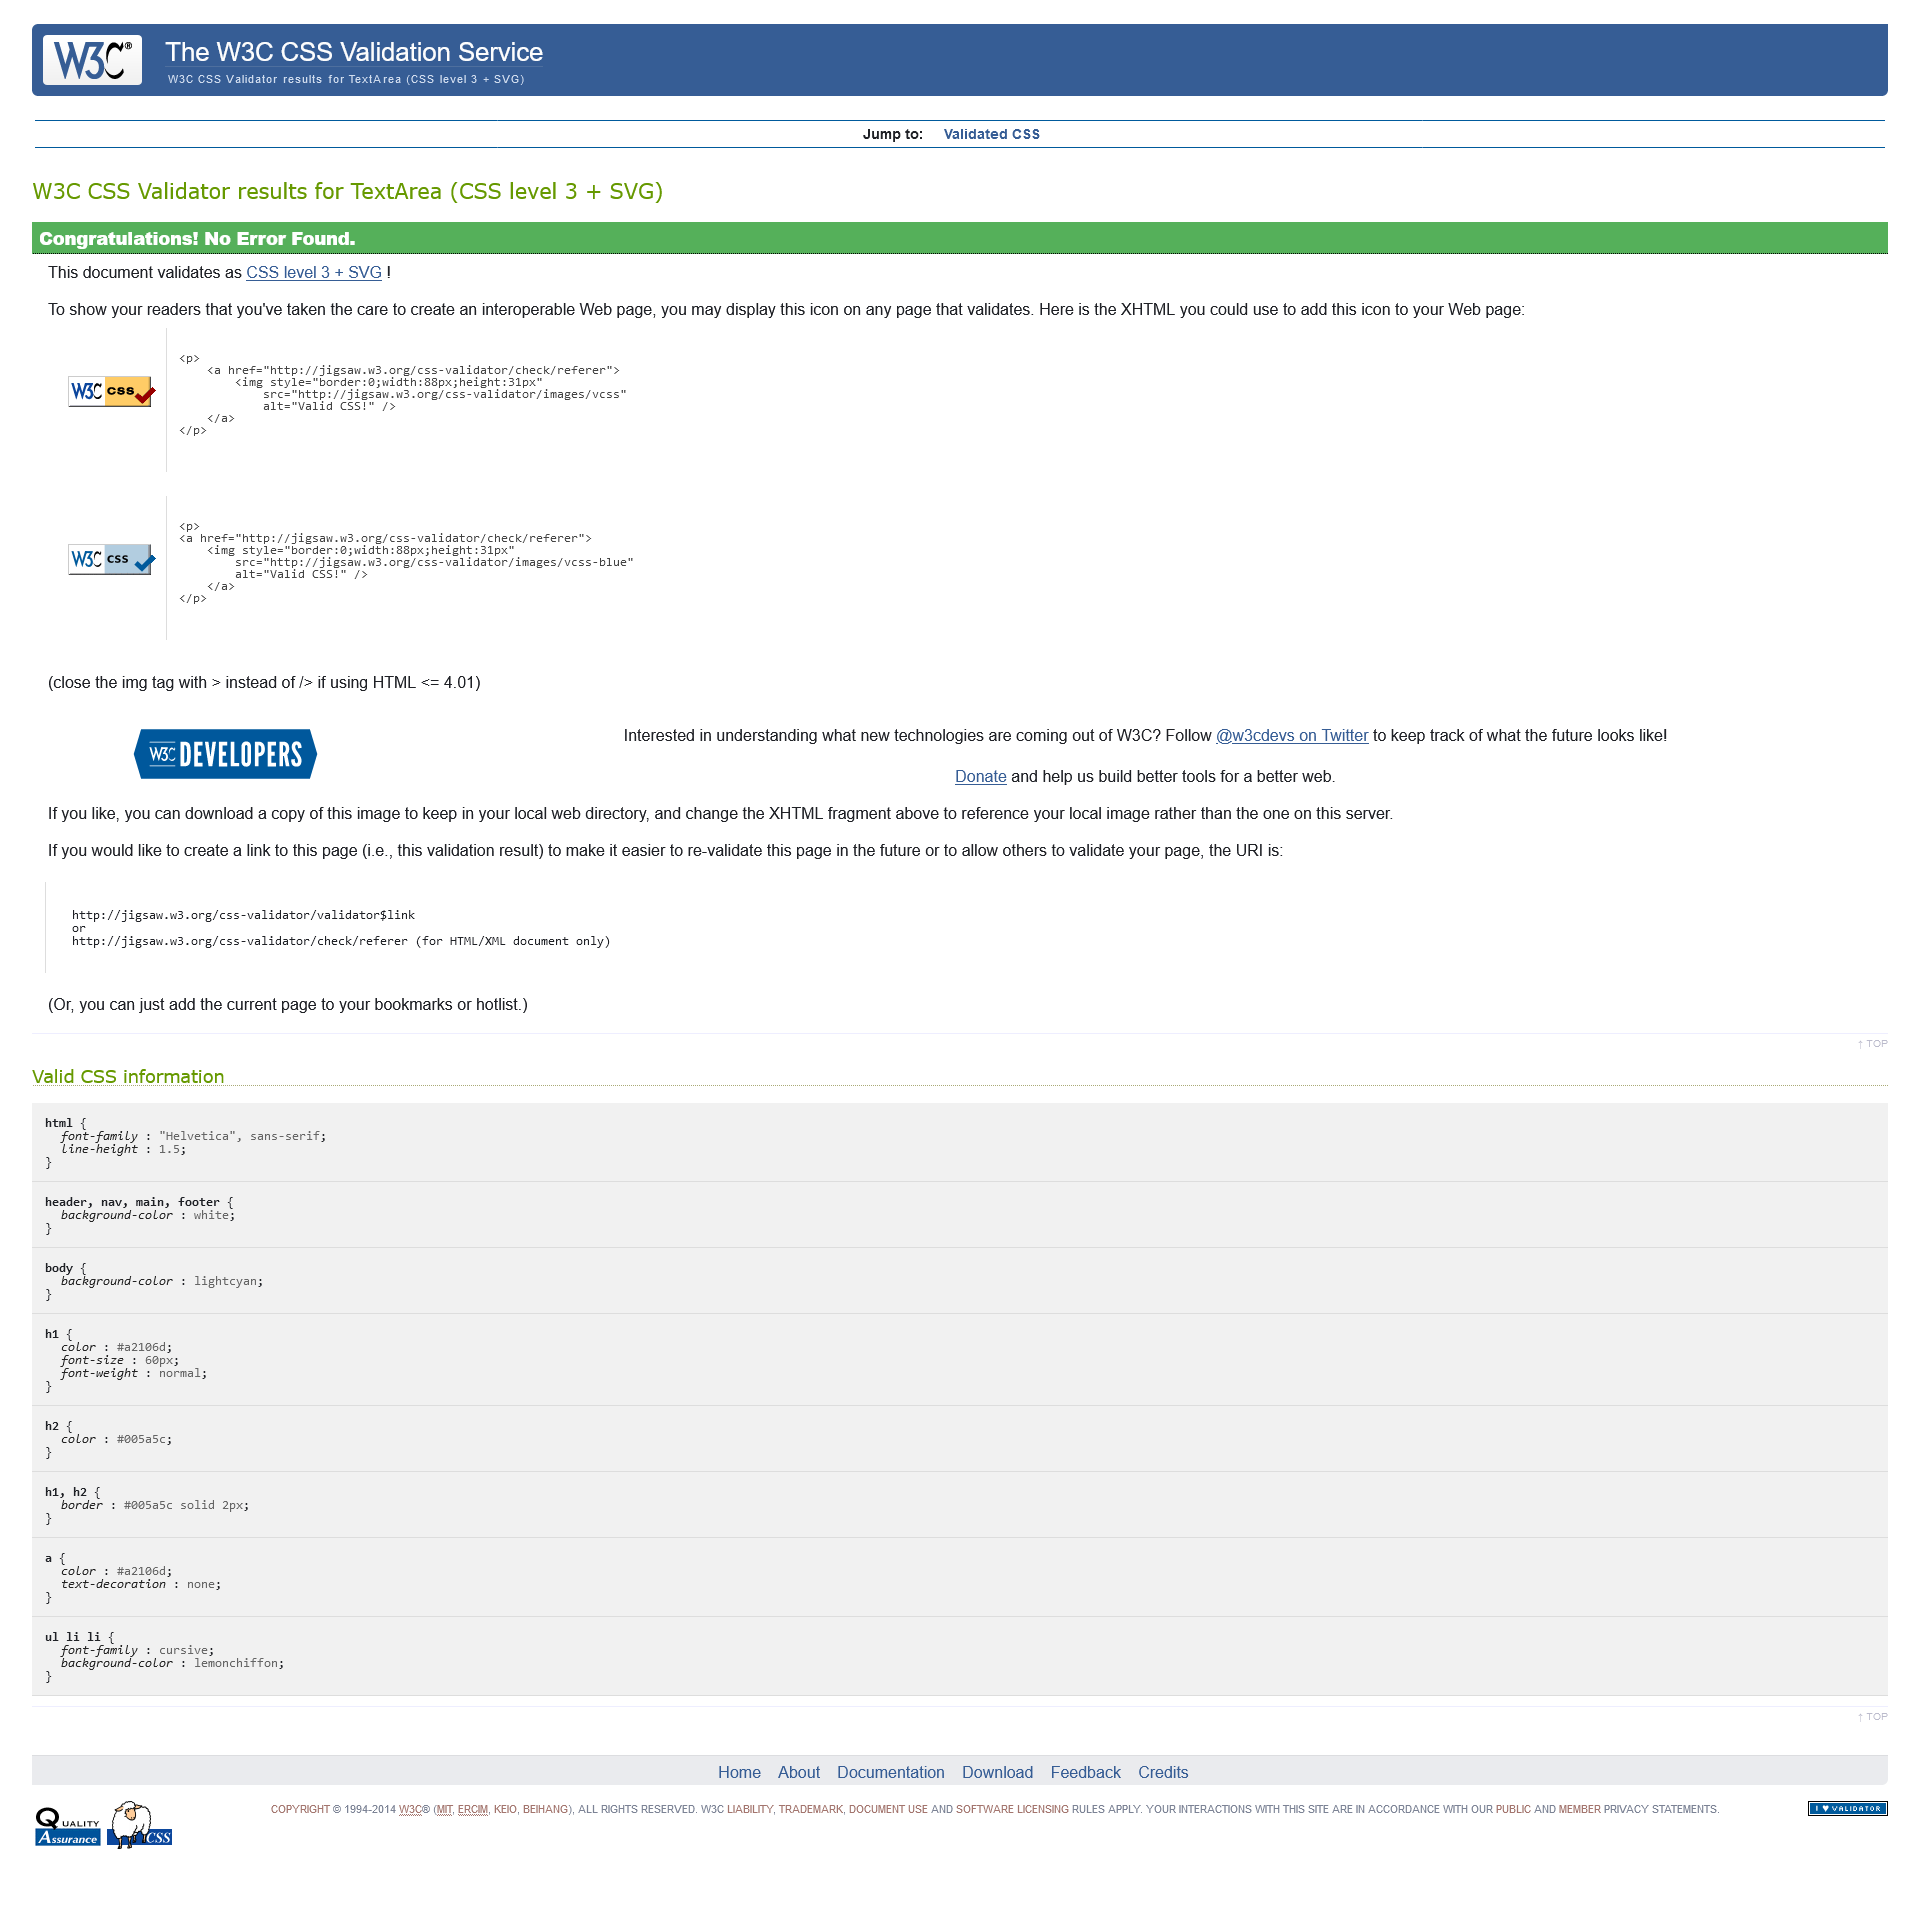 W3C®
The W3C CSS Validation Service
W3C CSS Validator results for TextArea (CSS level 3 + SVG)
Jump to: Validated CSS
W3C CSS Validator results for TextArea (CSS level 3 + SVG)
Congratulations! No Error Found.
This document validates as CSS level 3 + SVG !
To show your readers that you've taken the care to create an interoperable Web page, you may display this icon on any page that validates. Here is the XHTML you could use to add this icon to your Web page:
W3C css
<p>
<a href="http://jigsaw.w3.org/css-validator/check/referer">
<img style="border:0;width:88px;height:31px"
src="http://jigsaw.w3.org/css-validator/images/vcss"
alt="Valid CSS!" />
</a>
</p>
W3C css
<p>
<a href="http://jigsaw.w3.org/css-validator/check/referer">
<img style="border:0;width:88px;height:31px"
src="http://jigsaw.w3.org/css-validator/images/vcss-blue"
alt="Valid CSS!" />
</a>
</p>
(close the img tag with > instead of /> if using HTML <= 4.01)
W3C DEVELOPERS
Interested in understanding what new technologies are coming out of W3C? Follow @w3cdevs on Twitter to keep track of what the future looks like!
Donate and help us build better tools for a better web.
If you like, you can download a copy of this image to keep in your local web directory, and change the XHTML fragment above to reference your local image rather than the one on this server.
If you would like to create a link to this page (i.e., this validation result) to make it easier to re-validate this page in the future or to allow others to validate your page, the URI is:
http://jigsaw.w3.org/css-validator/validator$link
or
http://jigsaw.w3.org/css-validator/check/referer (for HTML/XML document only)
(Or, you can just add the current page to your bookmarks or hotlist.)
↑ TOP
Valid CSS information
html {
font-family : "Helvetica", sans-serif;
line-height : 1.5;
}
header, nav, main, footer {
background-color : white;
}
body {
background-color : lightcyan;
}
h1 {
color : #a2106d;
font-size : 60px;
font-weight : normal;
}
h2 {
color : #005a5c;
}
h1, h2 {
border : #005a5c solid 2px;
}
a {
color : #a2106d;
text-decoration : none;
}
ul li li {
font-family : cursive;
background-color : lemonchiffon;
}
↑ TOP
Home About Documentation Download Feedback Credits
QUALITY
Assurance
CSS
COPYRIGHT © 1994-2014 W3C® (MIT, ERCIM, KEIO, BEIHANG), ALL RIGHTS RESERVED. W3C LIABILITY, TRADEMARK, DOCUMENT USE AND SOFTWARE LICENSING RULES APPLY. YOUR INTERACTIONS WITH THIS SITE ARE IN ACCORDANCE WITH OUR PUBLIC AND MEMBER PRIVACY STATEMENTS.
I ♥ VALIDATOR